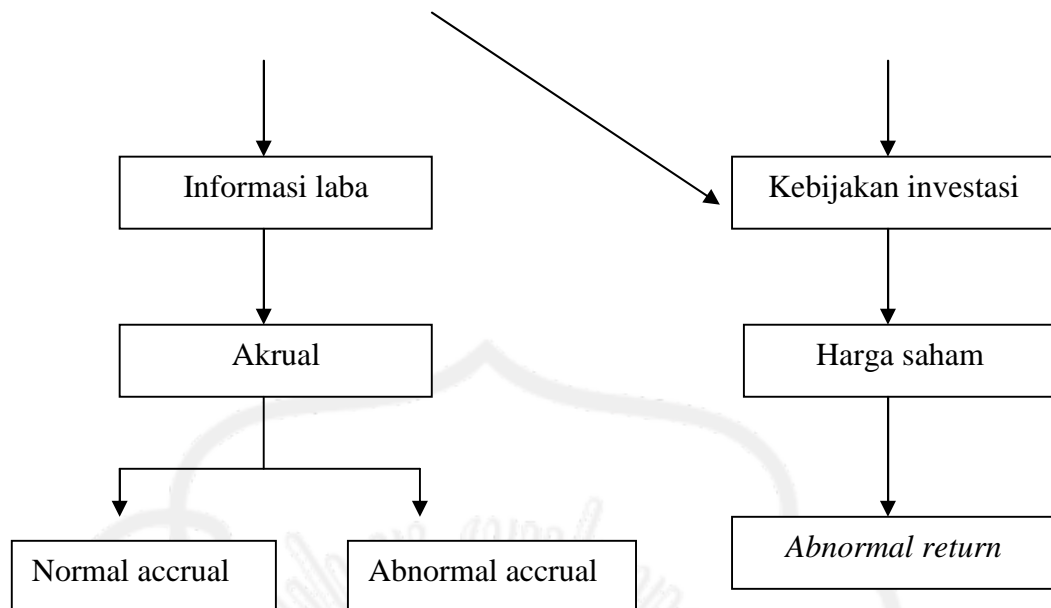 Informasi laba
Kebijakan investasi
Akrual
Harga saham
Normal accrual
Abnormal accrual
Abnormal return